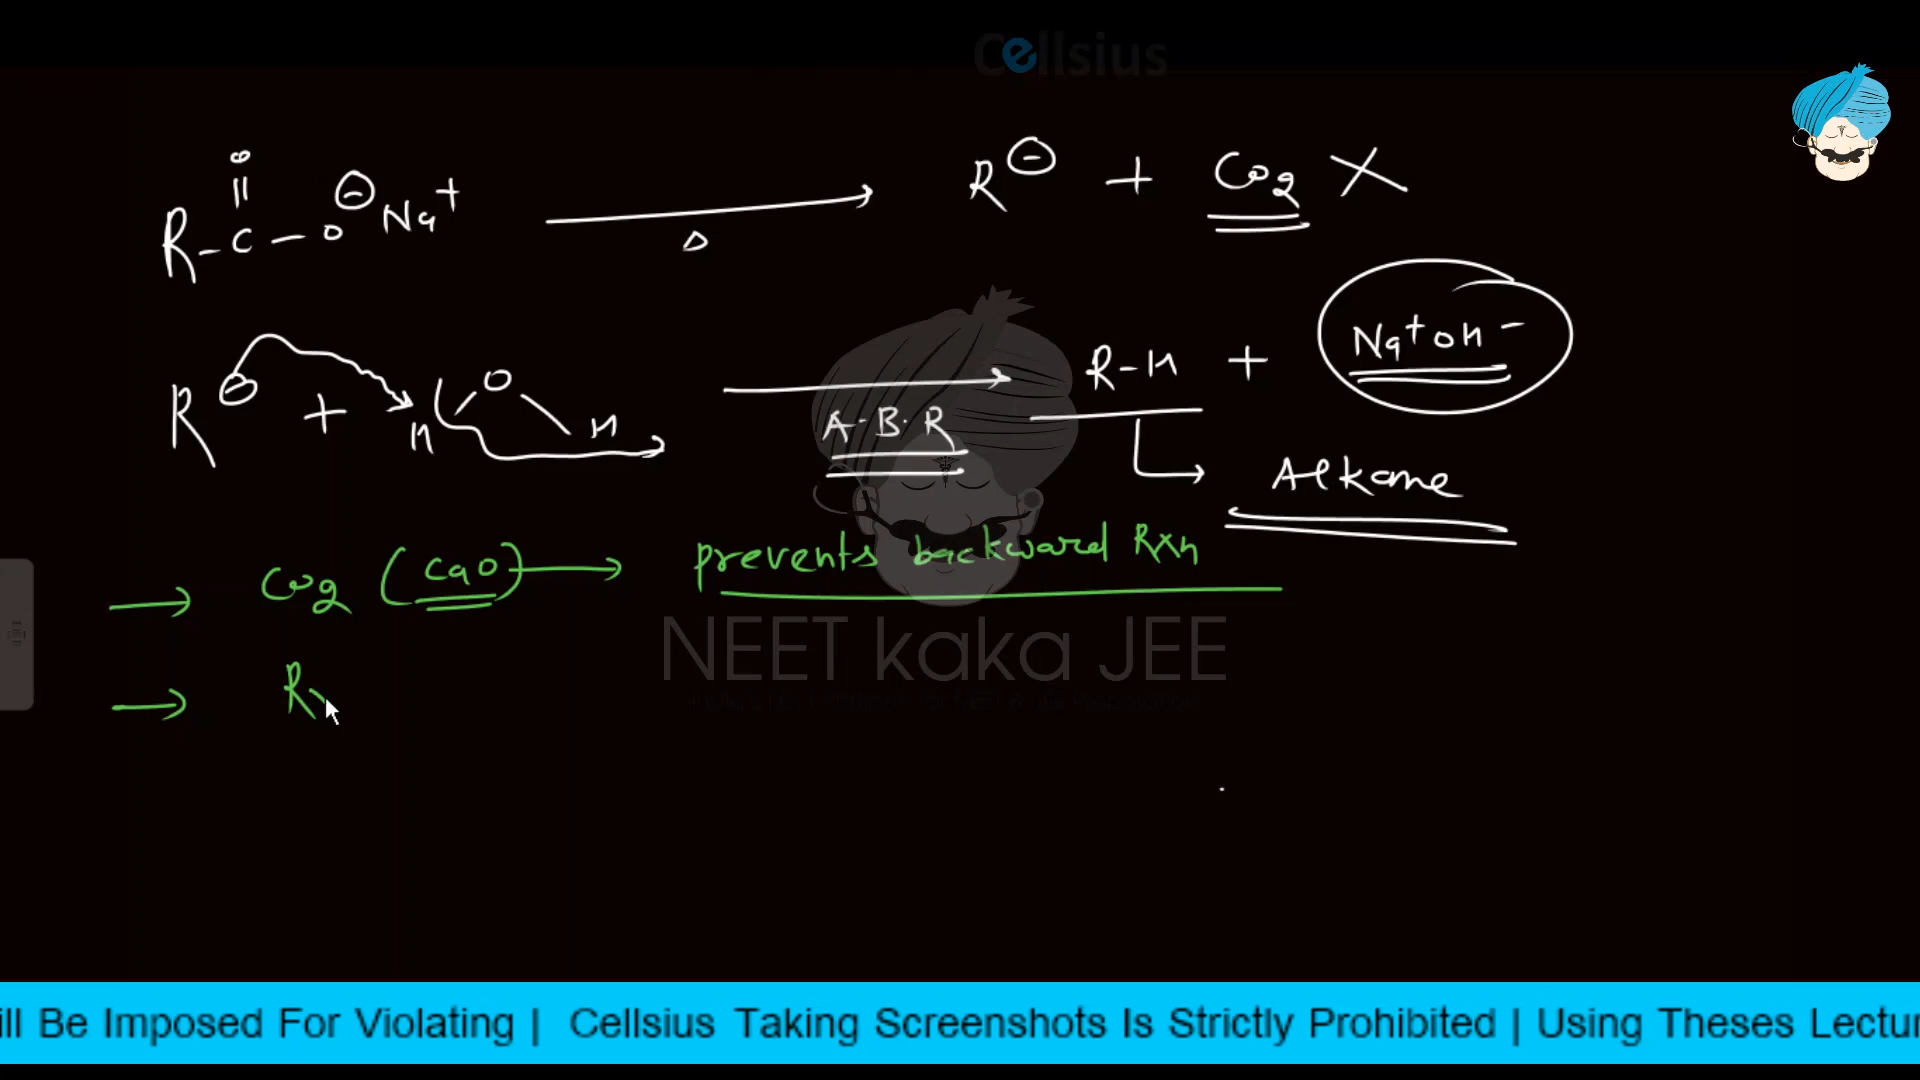 Cellsius
O
R - C - O ⊖ Na+ → Δ R ⊖ + CO2 X
R ⊖ + H O H → A.B.R R-H + Na+ OH-
Alkane
→ CO2 (CaO) → prevents backward Rxn
NEET kaka JEE
→ Rx
ill Be Imposed For Violating | Cellsius Taking Screenshots Is Strictly Prohibited | Using Theses Lectur